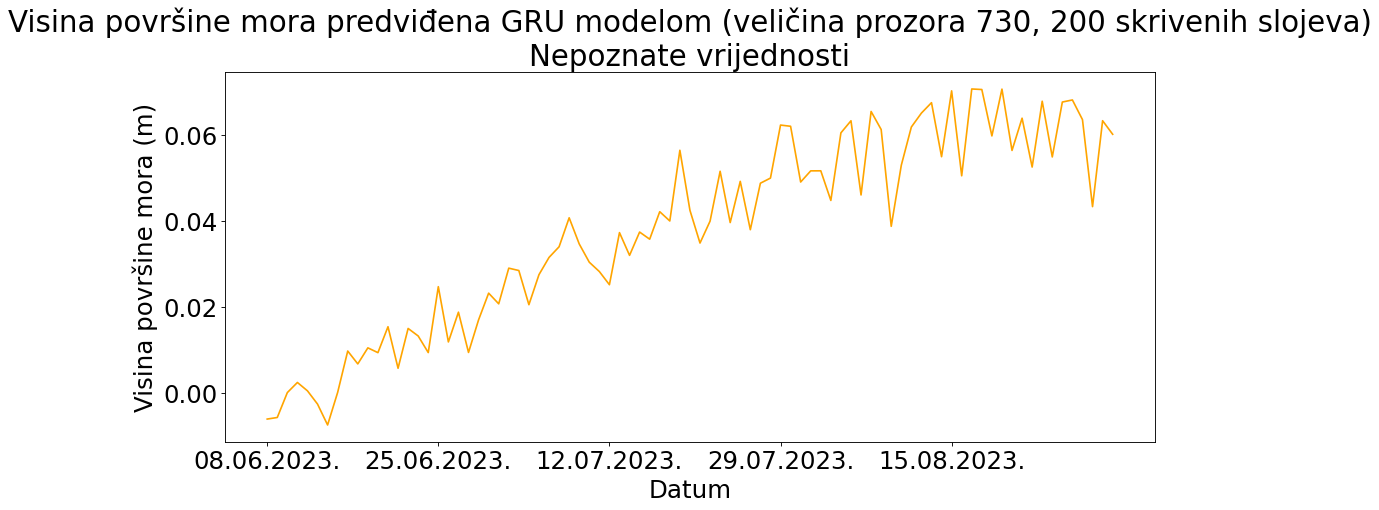 Visina površine mora predviđena GRU modelom (veličina prozora 730, 200 skrivenih slojeva)
Nepoznate vrijednosti
Visina površine mora (m)
0.06
0.04
0.02
0.00
08.06.2023. 25.06.2023. 12.07.2023. 29.07.2023. 15.08.2023.
Datum